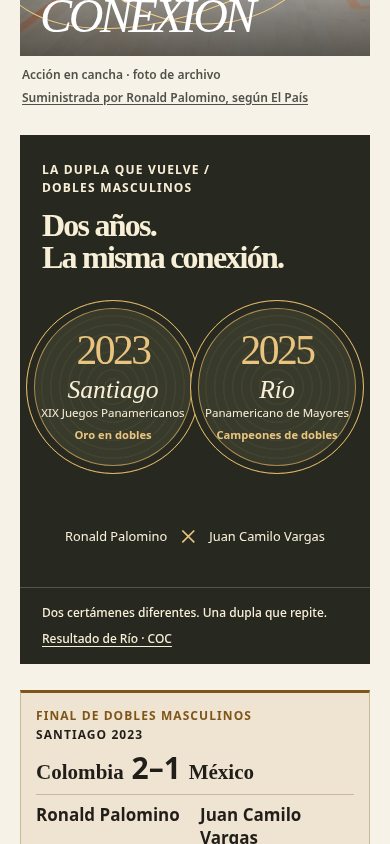 CONEXIÓN
Acción en cancha · foto de archivo
Suministrada por Ronald Palomino, según El País
LA DUPLA QUE VUELVE /
DOBLES MASCULINOS
Dos años.
La misma conexión.
2023
Santiago
XIX Juegos Panamericanos
Oro en dobles
2025
Río
Panamericano de Mayores
Campeones de dobles
Ronald Palomino × Juan Camilo Vargas
Dos certámenes diferentes. Una dupla que repite.
Resultado de Río · COC
FINAL DE DOBLES MASCULINOS
SANTIAGO 2023
Colombia 2–1 México
Ronald Palomino
Juan Camilo
Vargas